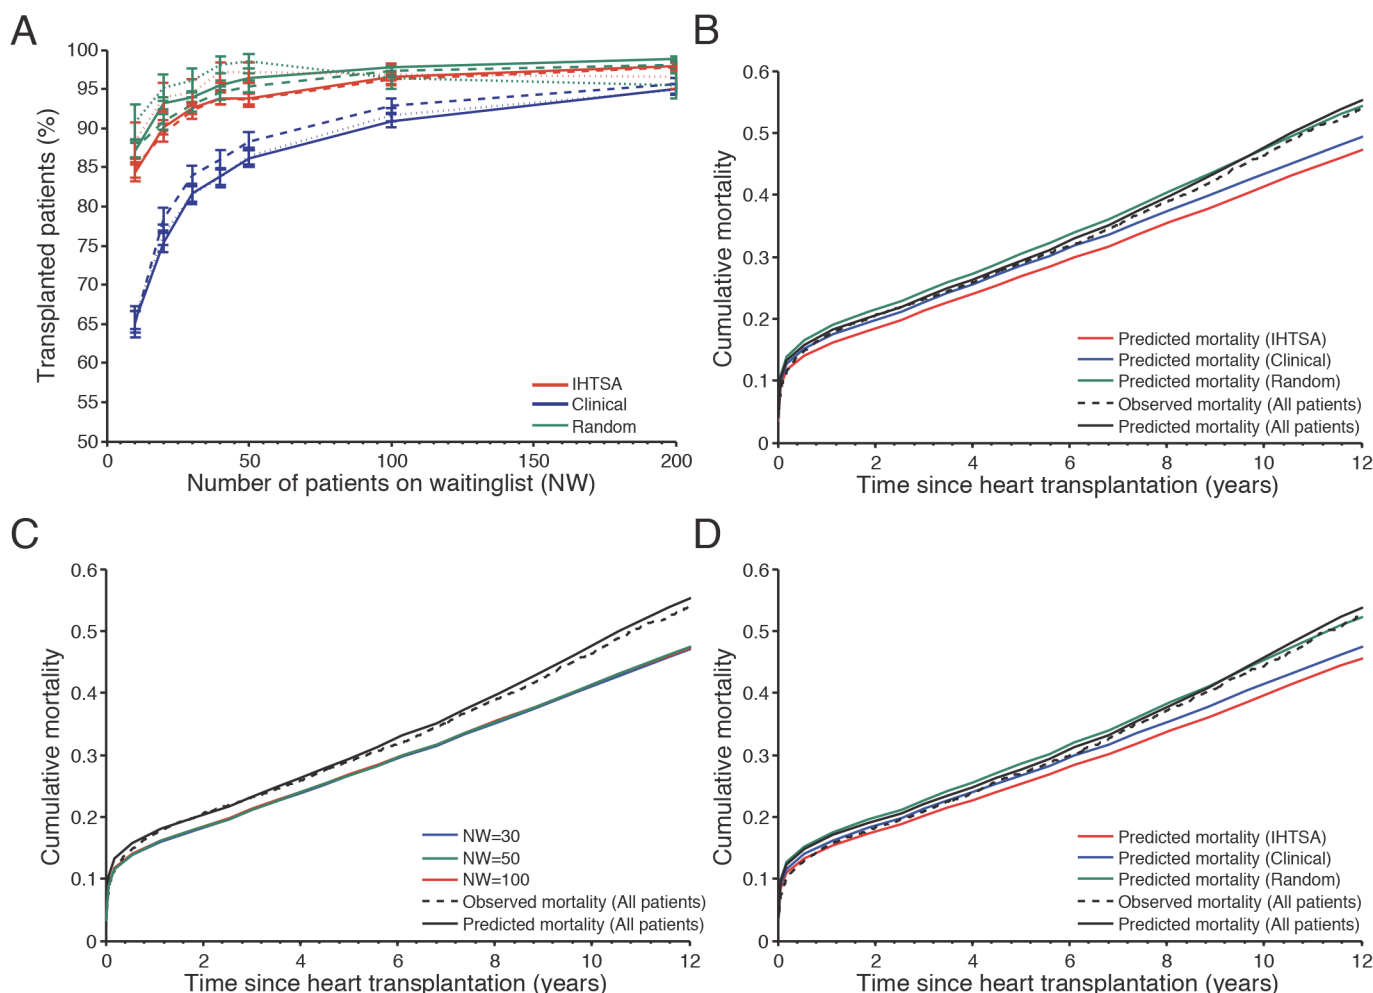 A
100
95
90
85
80
75
70
65
60
55
50
Transplanted patients (%)
IHTSA
Clinical
Random
0
50
100
150
200
Number of patients on waitinglist (NW)
B
0.6
0.5
0.4
0.3
0.2
0.1
0
Cumulative mortality
Predicted mortality (IHTSA)
Predicted mortality (Clinical)
Predicted mortality (Random)
Observed mortality (All patients)
Predicted mortality (All patients)
0
2
4
6
8
10
12
Time since heart transplantation (years)
C
0.6
0.5
0.4
0.3
0.2
0.1
0
Cumulative mortality
NW=30
NW=50
NW=100
Observed mortality (All patients)
Predicted mortality (All patients)
0
2
4
6
8
10
12
Time since heart transplantation (years)
D
0.6
0.5
0.4
0.3
0.2
0.1
0
Cumulative mortality
Predicted mortality (IHTSA)
Predicted mortality (Clinical)
Predicted mortality (Random)
Observed mortality (All patients)
Predicted mortality (All patients)
0
2
4
6
8
10
12
Time since heart transplantation (years)